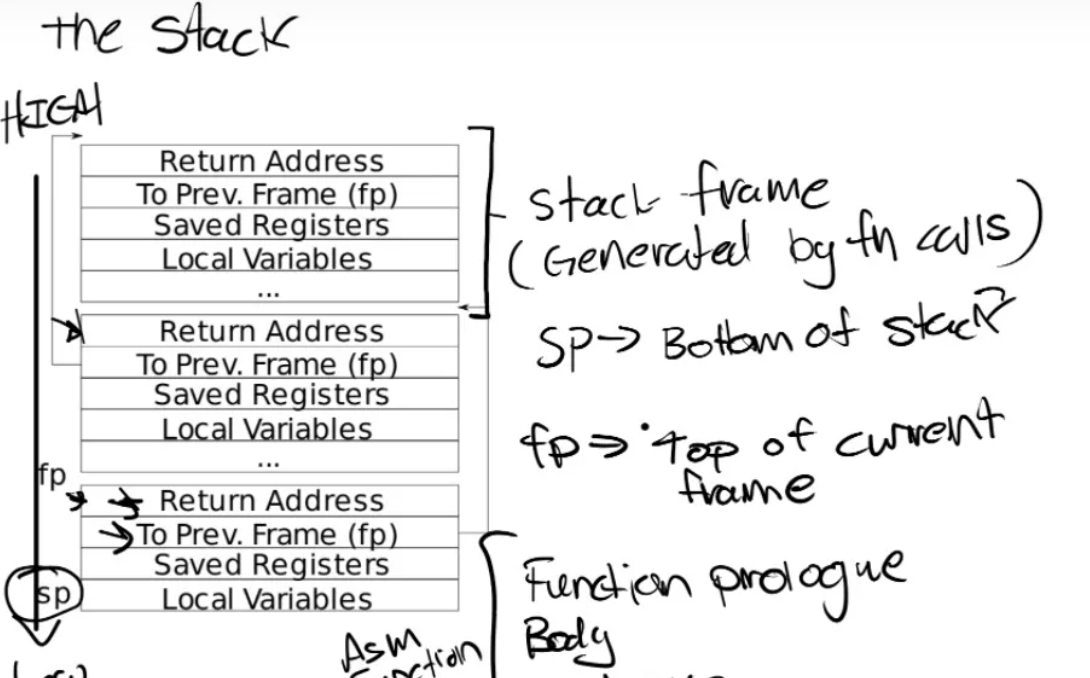 the Stack
HIGH
Return Address
To Prev. Frame (fp)
Saved Registers
Local Variables
...
Stack frame
(Generated by fn calls)
Return Address
To Prev. Frame (fp)
Saved Registers
Local Variables
...
SP → Bottom of stack
fp ⇒ Top of current
frame
fp
Return Address
To Prev. Frame (fp)
Saved Registers
Local Variables
sp
Function prologue
Body
Asm